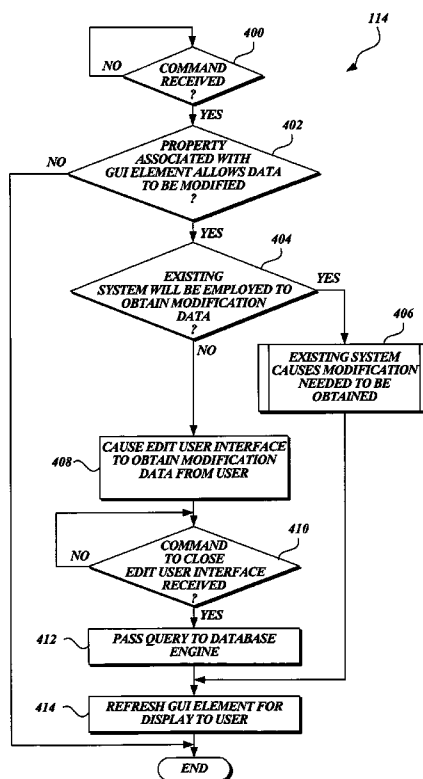 114
400
NO
COMMAND
RECEIVED
?
YES
402
NO
PROPERTY
ASSOCIATED WITH
GUI ELEMENT ALLOWS DATA
TO BE MODIFIED
?
YES
404
EXISTING
SYSTEM WILL BE EMPLOYED TO
OBTAIN MODIFICATION
DATA
?
YES
NO
406
EXISTING SYSTEM
CAUSES MODIFICATION
NEEDED TO BE
OBTAINED
408
CAUSE EDIT USER INTERFACE
TO OBTAIN MODIFICATION
DATA FROM USER
410
NO
COMMAND
TO CLOSE
EDIT USER INTERFACE
RECEIVED
?
YES
412
PASS QUERY TO DATABASE
ENGINE
414
REFRESH GUI ELEMENT FOR
DISPLAY TO USER
END